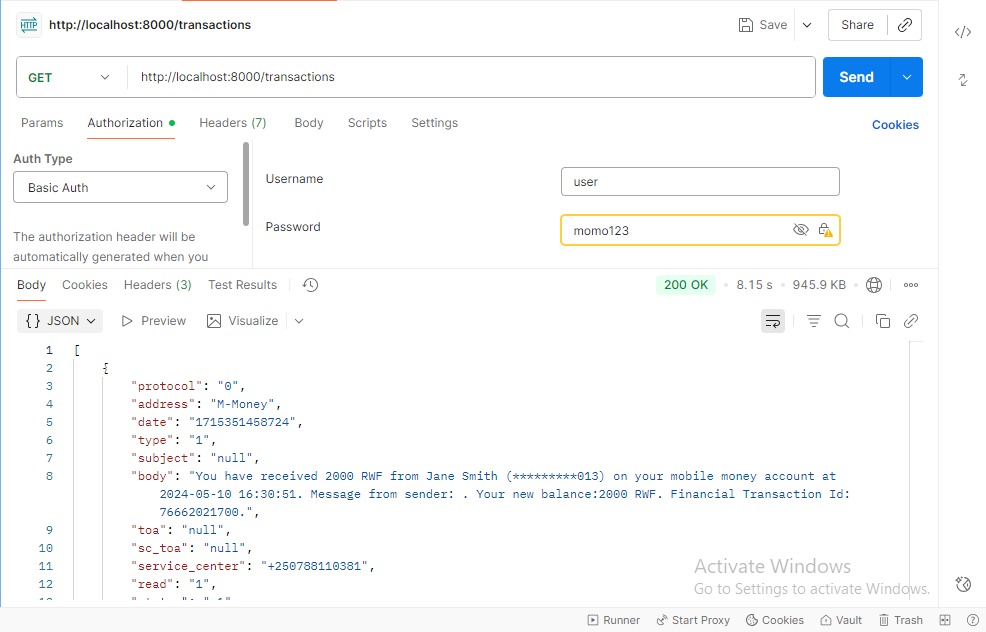 HTTP http://localhost:8000/transactions Save Share
GET http://localhost:8000/transactions Send
Params Authorization Headers (7) Body Scripts Settings Cookies
Auth Type
Basic Auth
The authorization header will be
automatically generated when you
Username user
Password momo123
Body Cookies Headers (3) Test Results 200 OK 8.15 s 945.9 KB
{} JSON Preview Visualize
1 [
2 {
3 "protocol": "0",
4 "address": "M-Money",
5 "date": "1715351458724",
6 "type": "1",
7 "subject": "null",
8 "body": "You have received 2000 RWF from Jane Smith (*********013) on your mobile money account at
2024-05-10 16:30:51. Message from sender: . Your new balance:2000 RWF. Financial Transaction Id:
76662021700.",
9 "toa": "null",
10 "sc_toa": "null",
11 "service_center": "+250788110381",
12 "read": "1",
Activate Windows
Go to Settings to activate Windows.
Runner Start Proxy Cookies Vault Trash